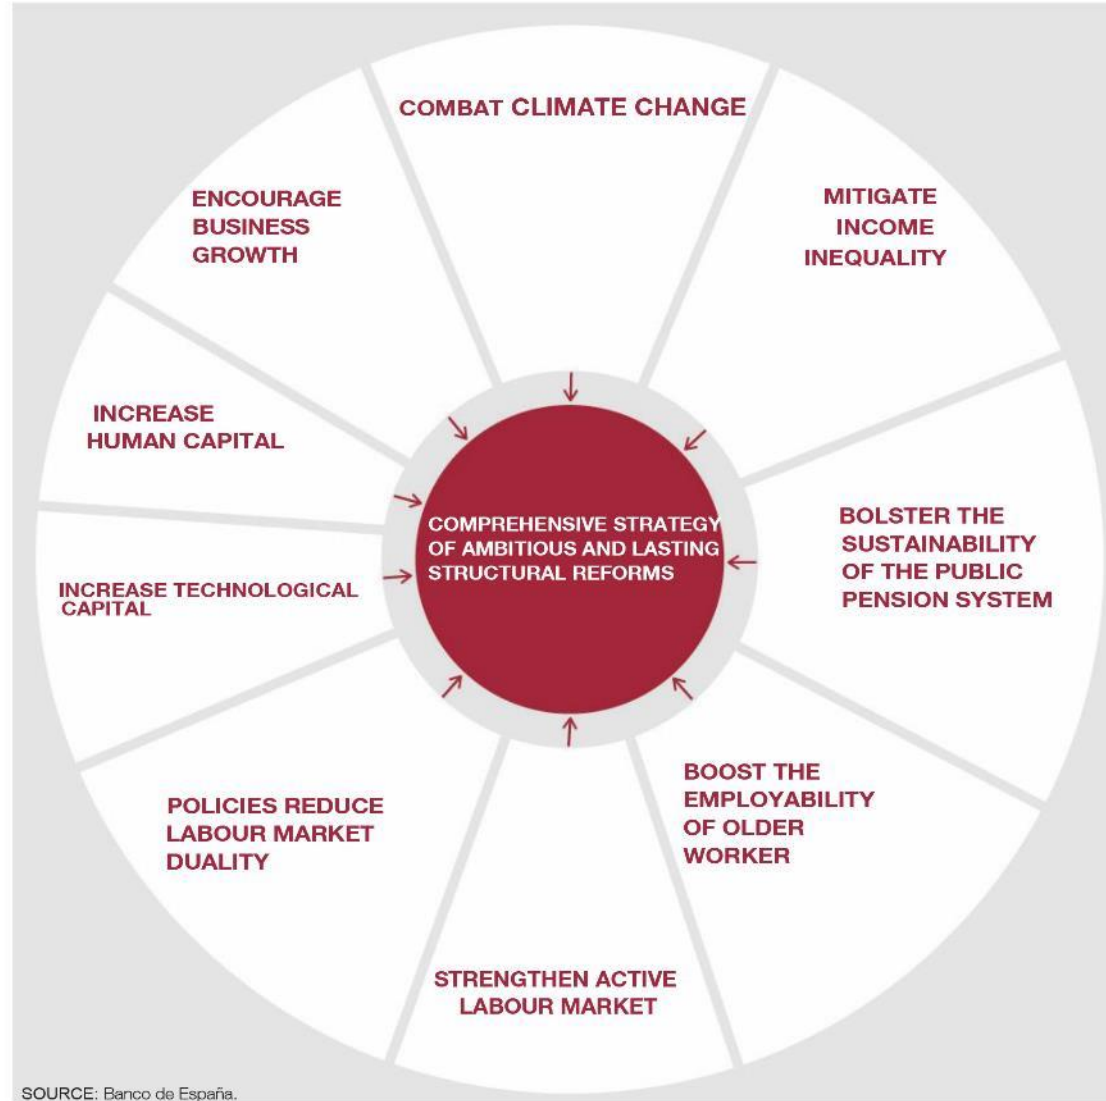 COMBAT CLIMATE CHANGE
ENCOURAGE
BUSINESS
GROWTH
MITIGATE
INCOME
INEQUALITY
INCREASE
HUMAN CAPITAL
COMPREHENSIVE STRATEGY
OF AMBITIOUS AND LASTING
STRUCTURAL REFORMS
BOLSTER THE
SUSTAINABILITY
OF THE PUBLIC
PENSION SYSTEM
INCREASE TECHNOLOGICAL
CAPITAL
POLICIES REDUCE
LABOUR MARKET
DUALITY
BOOST THE
EMPLOYABILITY
OF OLDER
WORKER
STRENGTHEN ACTIVE
LABOUR MARKET
SOURCE: Banco de España.